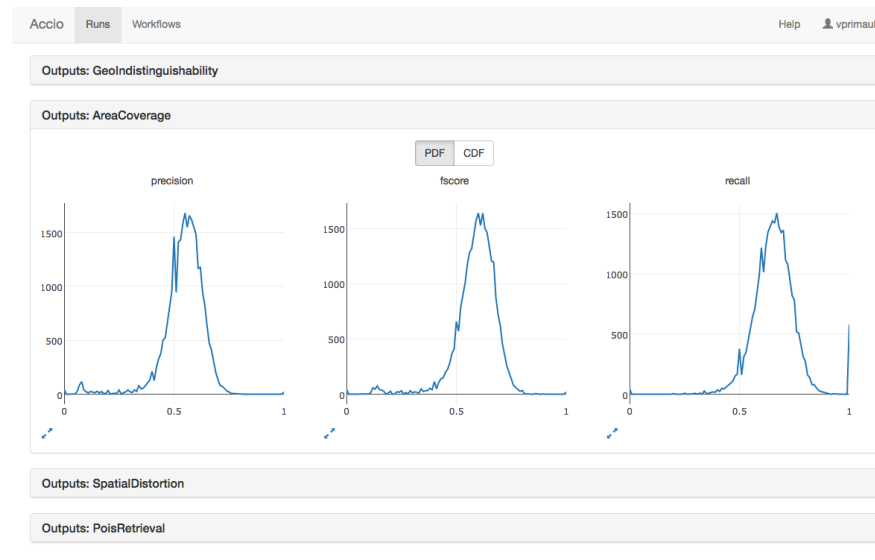 Accio Runs Workflows Help vprimaul
Outputs: GeoIndistinguishability
Outputs: AreaCoverage
PDF CDF
precision fscore recall
1500
1000
500
0
0 0.5 1
1500
1000
500
0
0 0.5 1
1500
1000
500
0
0 0.5 1
Outputs: SpatialDistortion
Outputs: PoisRetrieval